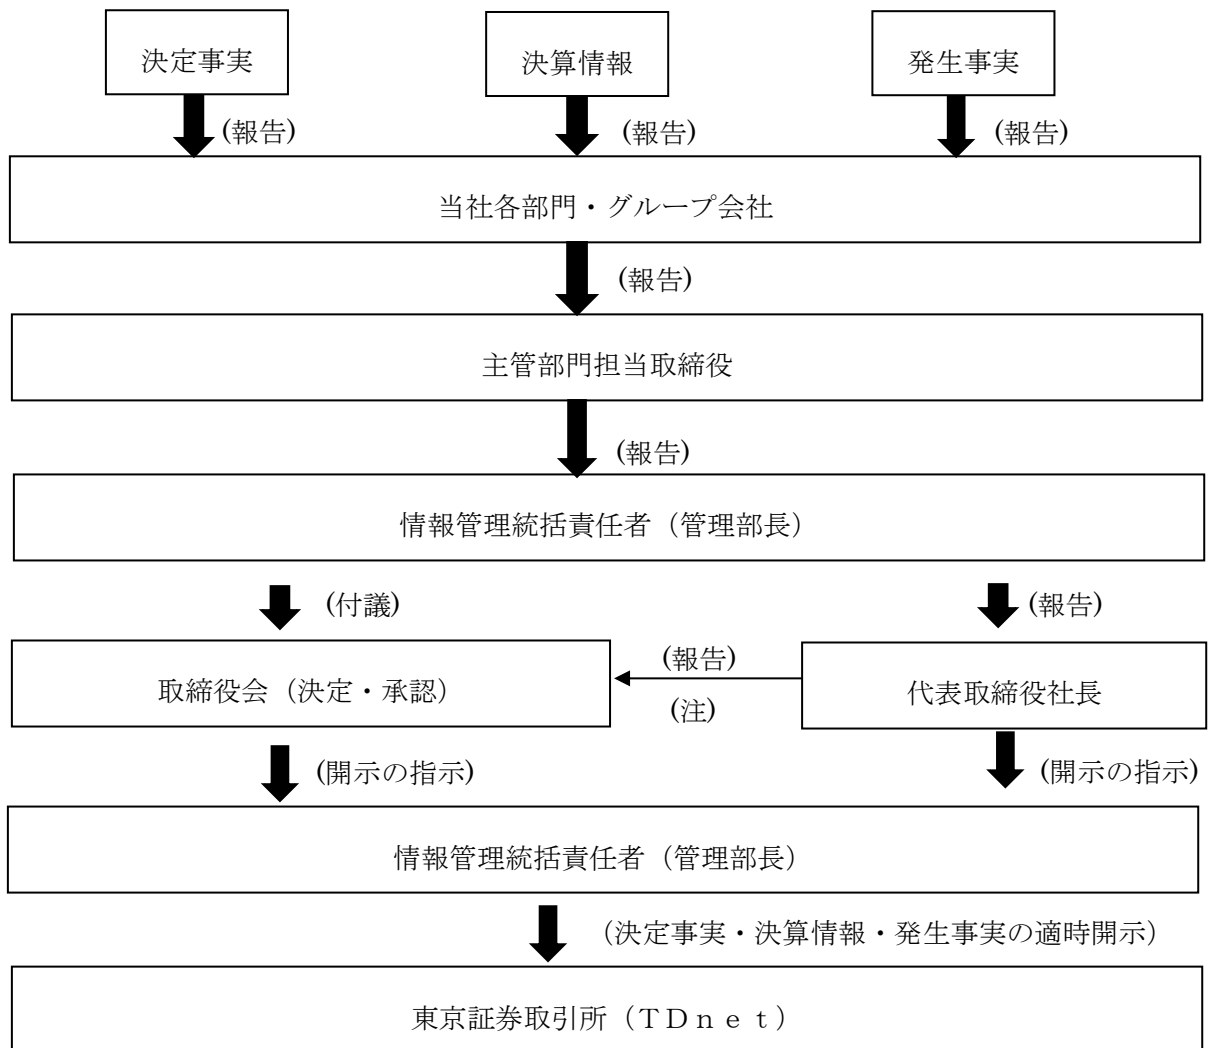 決定事実
決算情報
発生事実
(報告)
(報告)
(報告)
当社各部門・グループ会社
(報告)
主管部門担当取締役
(報告)
情報管理統括責任者（管理部長）
(付議)
(報告)
取締役会（決定・承認）
(報告)
(注)
代表取締役社長
(開示の指示)
(開示の指示)
情報管理統括責任者（管理部長）
（決定事実・決算情報・発生事実の適時開示）
東京証券取引所（ＴＤｎｅｔ）